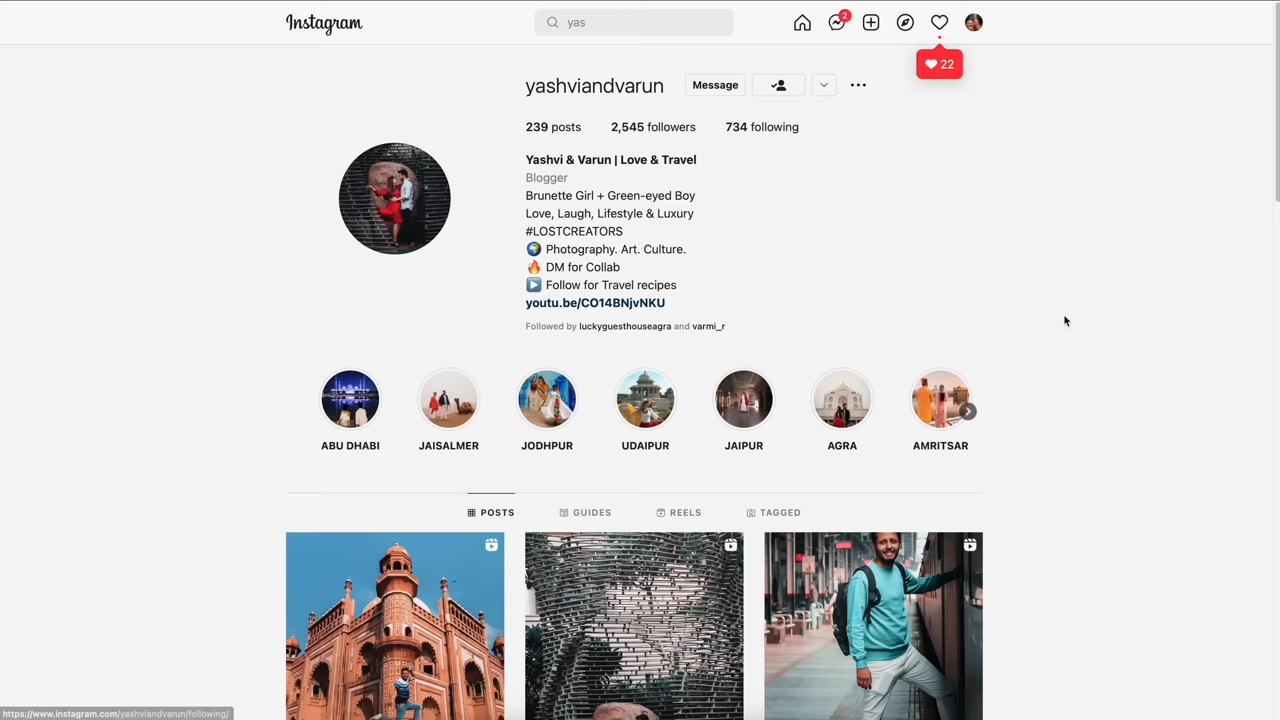 Instagram
yas
2
22
yashviandvarun
Message
239 posts 2,545 followers 734 following
Yashvi & Varun | Love & Travel
Blogger
Brunette Girl + Green-eyed Boy
Love, Laugh, Lifestyle & Luxury
#LOSTCREATORS
🌍 Photography. Art. Culture.
🔥 DM for Collab
▶️ Follow for Travel recipes
youtu.be/CO14BNjvNKU
Followed by luckyguesthouseagra and varmi_r
ABU DHABI JAISALMER JODHPUR UDAIPUR JAIPUR AGRA AMRITSAR
POSTS GUIDES REELS TAGGED
https://www.instagram.com/yashviandvarun/following/